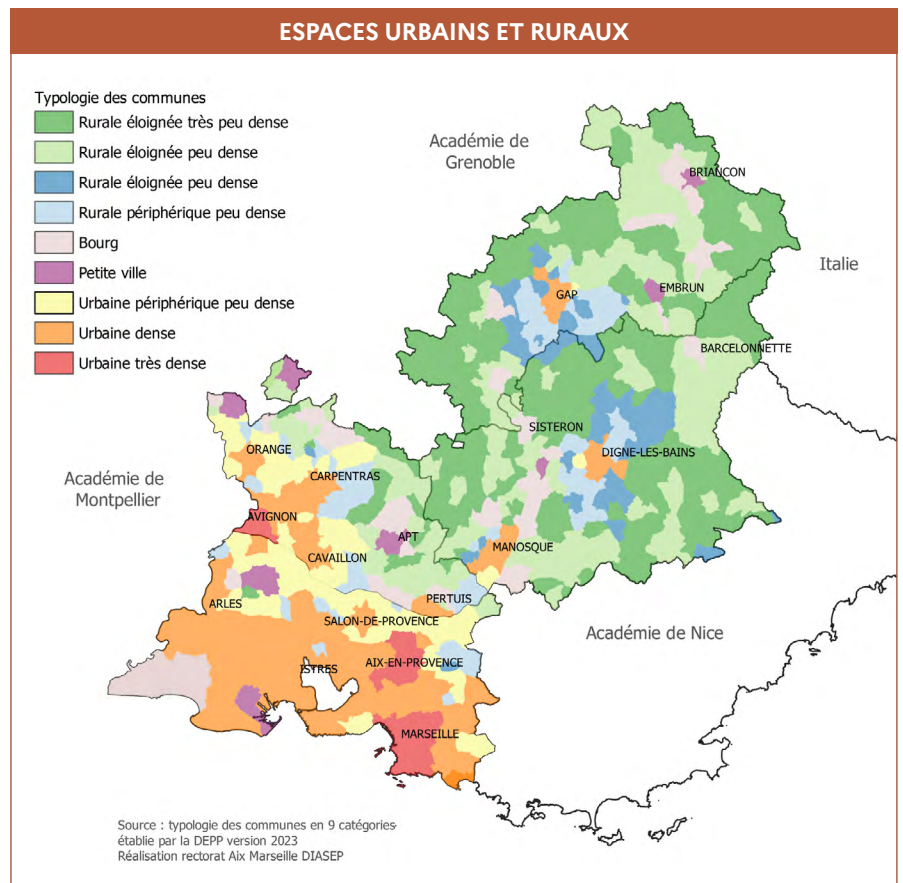 ESPACES URBAINS ET RURAUX
Typologie des communes
Rurale éloignée très peu dense
Rurale éloignée peu dense
Rurale éloignée peu dense
Rurale périphérique peu dense
Bourg
Petite ville
Urbaine périphérique peu dense
Urbaine dense
Urbaine très dense
Académie de
Grenoble
BRIANCON
Italie
EMBRUN
GAP
BARCELONNETTE
SISTERON
DIGNE-LES-BAINS
ORANGE
CARPENTRAS
Académie de
Montpellier
AVIGNON
APT
MANOSQUE
CAVAILLON
PERTUIS
ARLES
SALON-DE-PROVENCE
Académie de Nice
AIX-EN-PROVENCE
ISTRES
MARSEILLE
Source : typologie des communes en 9 catégories
établie par la DEPP version 2023
Réalisation rectorat Aix Marseille DIASEP